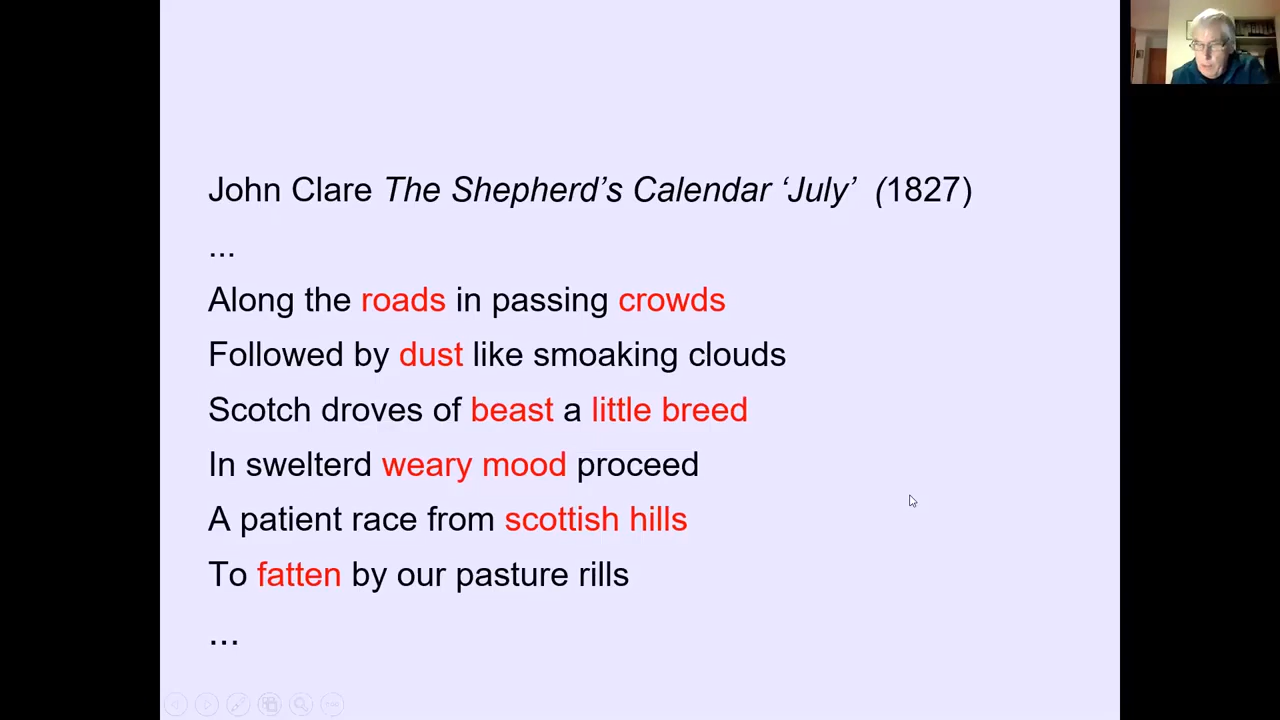 John Clare The Shepherd’s Calendar ‘July’ (1827)
...
Along the roads in passing crowds
Followed by dust like smoaking clouds
Scotch droves of beast a little breed
In swelterd weary mood proceed
A patient race from scottish hills
To fatten by our pasture rills
...